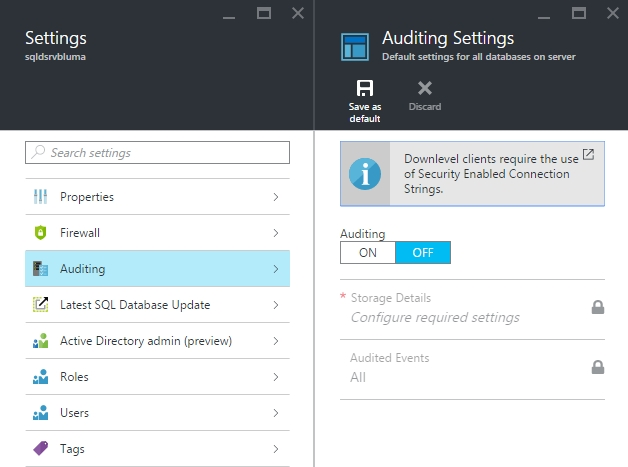 Settings
sqldsrvbluma
Search settings
Properties
Firewall
Auditing
Latest SQL Database Update
Active Directory admin (preview)
Roles
Users
Tags
Auditing Settings
Default settings for all databases on server
Save as
default
Discard
Downlevel clients require the use
of Security Enabled Connection
Strings.
Auditing
ON OFF
* Storage Details
Configure required settings
Audited Events
All